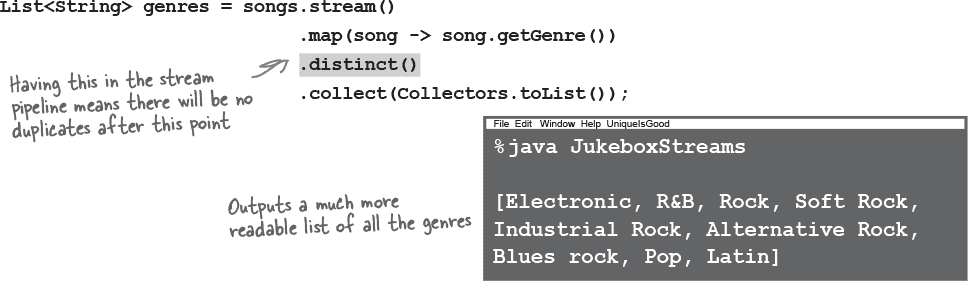 List<String> genres = songs.stream()
.map(song -> song.getGenre())
.distinct()
.collect(Collectors.toList());
Having this in the stream
pipeline means there will be no
duplicates after this point
File Edit Window Help UniqueIsGood
%java JukeboxStreams
[Electronic, R&B, Rock, Soft Rock,
Industrial Rock, Alternative Rock,
Blues rock, Pop, Latin]
Outputs a much more
readable list of all the genres